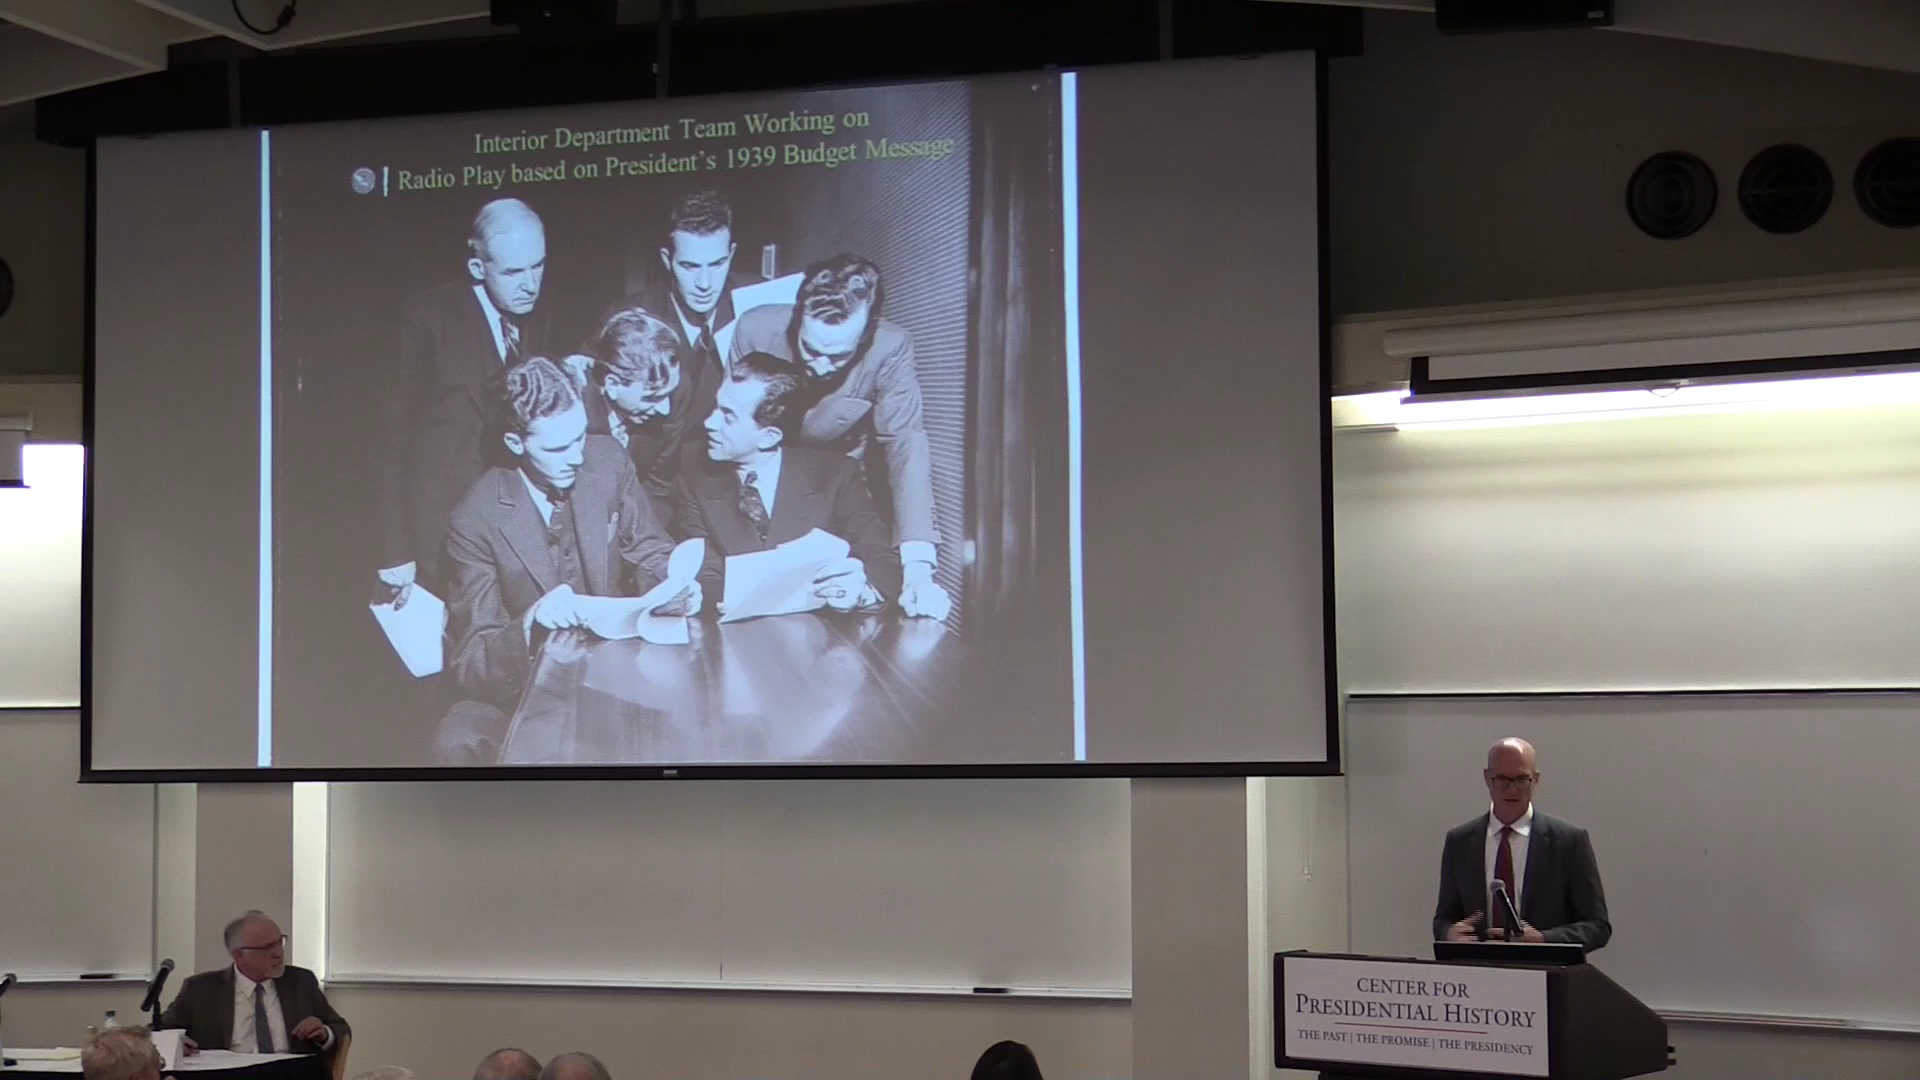 Interior Department Team Working on
Radio Play based on President's 1939 Budget Message
CENTER FOR
PRESIDENTIAL HISTORY
THE PAST | THE PROMISE | THE PRESIDENCY